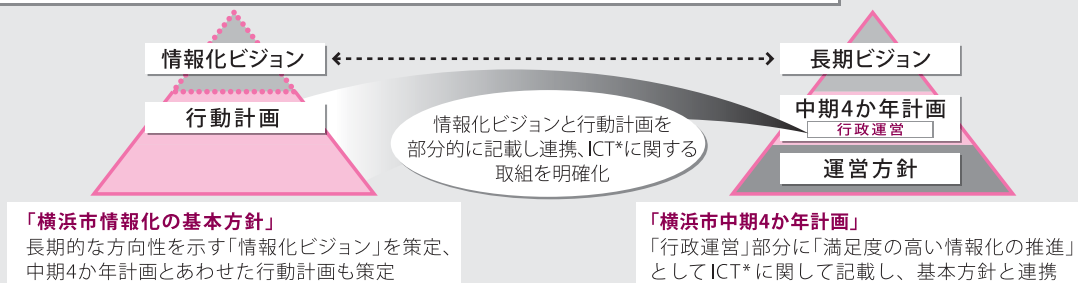 情報化ビジョン
長期ビジョン
行動計画
中期4か年計画
行政運営
情報化ビジョンと行動計画を
部分的に記載し連携、ICT*に関する
取組を明確化
運営方針
「横浜市情報化の基本方針」
長期的な方向性を示す「情報化ビジョン」を策定、
中期4か年計画とあわせた行動計画も策定
「横浜市中期4か年計画」
「行政運営」部分に「満足度の高い情報化の推進」
としてICT*に関して記載し、基本方針と連携